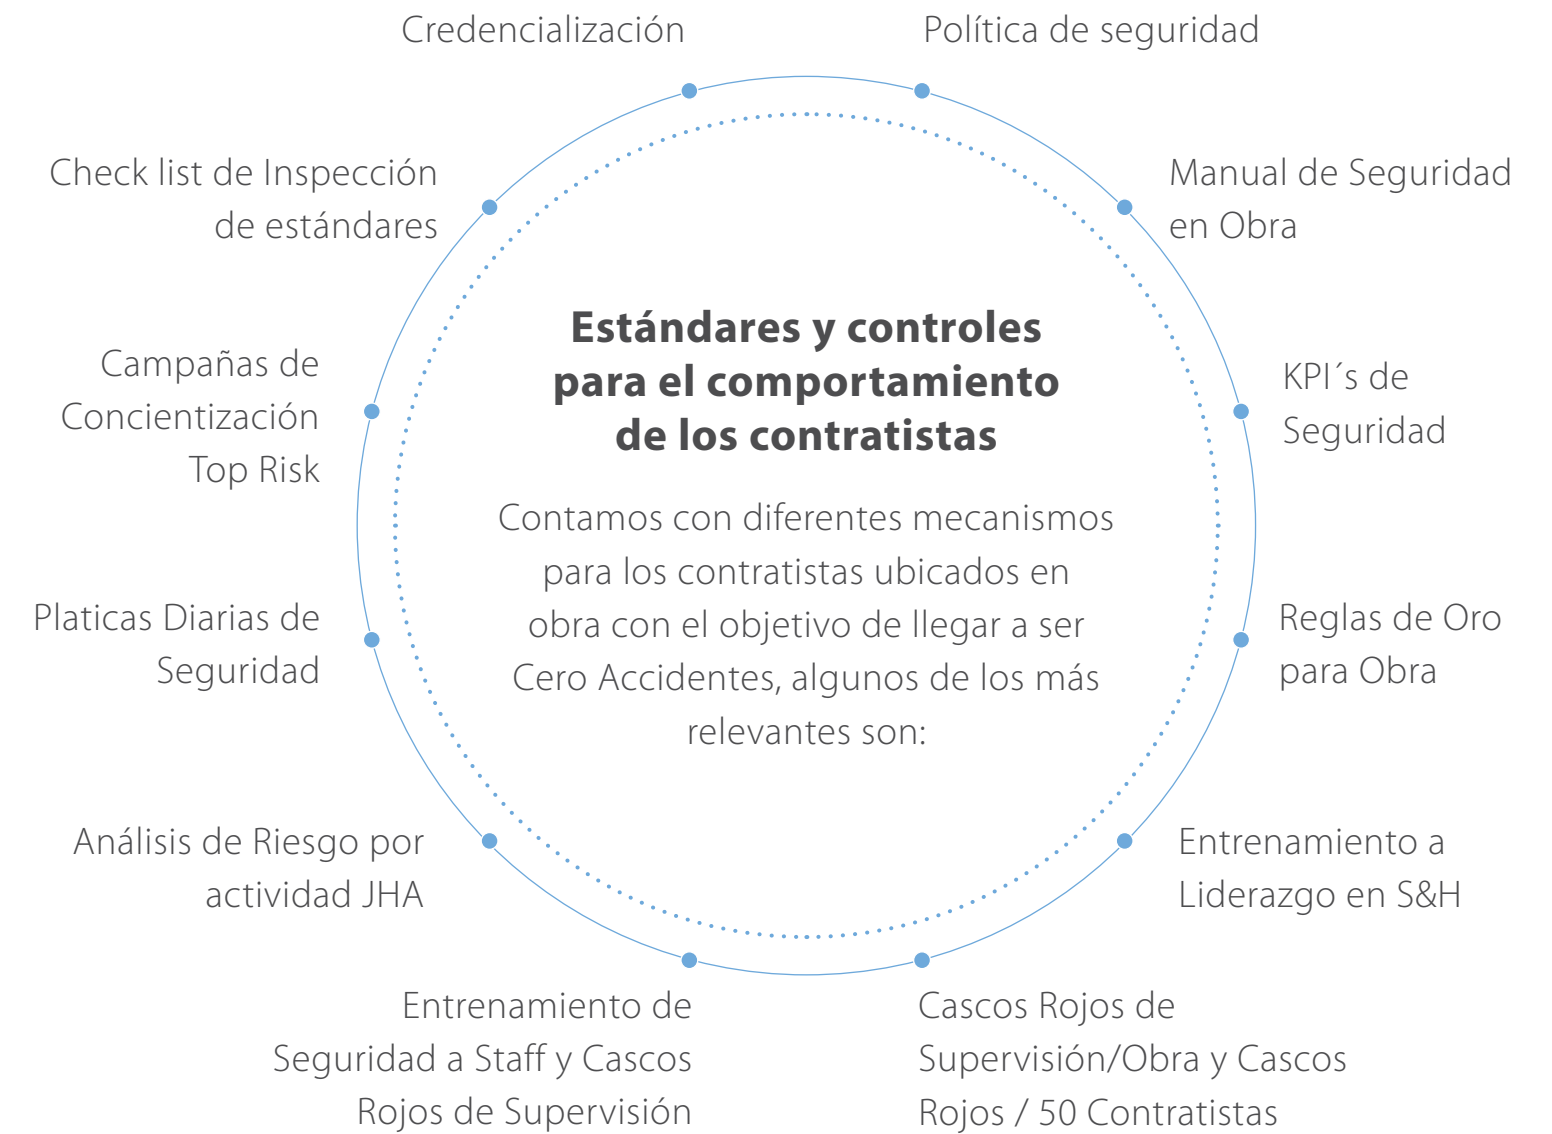 Credencialización
Política de seguridad
Check list de Inspección
de estándares
Manual de Seguridad
en Obra
Estándares y controles
para el comportamiento
de los contratistas
Campañas de
Concientización
Top Risk
KPI´s de
Seguridad
Contamos con diferentes mecanismos
para los contratistas ubicados en
obra con el objetivo de llegar a ser
Cero Accidentes, algunos de los más
relevantes son:
Platicas Diarias de
Seguridad
Reglas de Oro
para Obra
Análisis de Riesgo por
actividad JHA
Entrenamiento a
Liderazgo en S&H
Entrenamiento de
Seguridad a Staff y Cascos
Rojos de Supervisión
Cascos Rojos de
Supervisión/Obra y Cascos
Rojos / 50 Contratistas